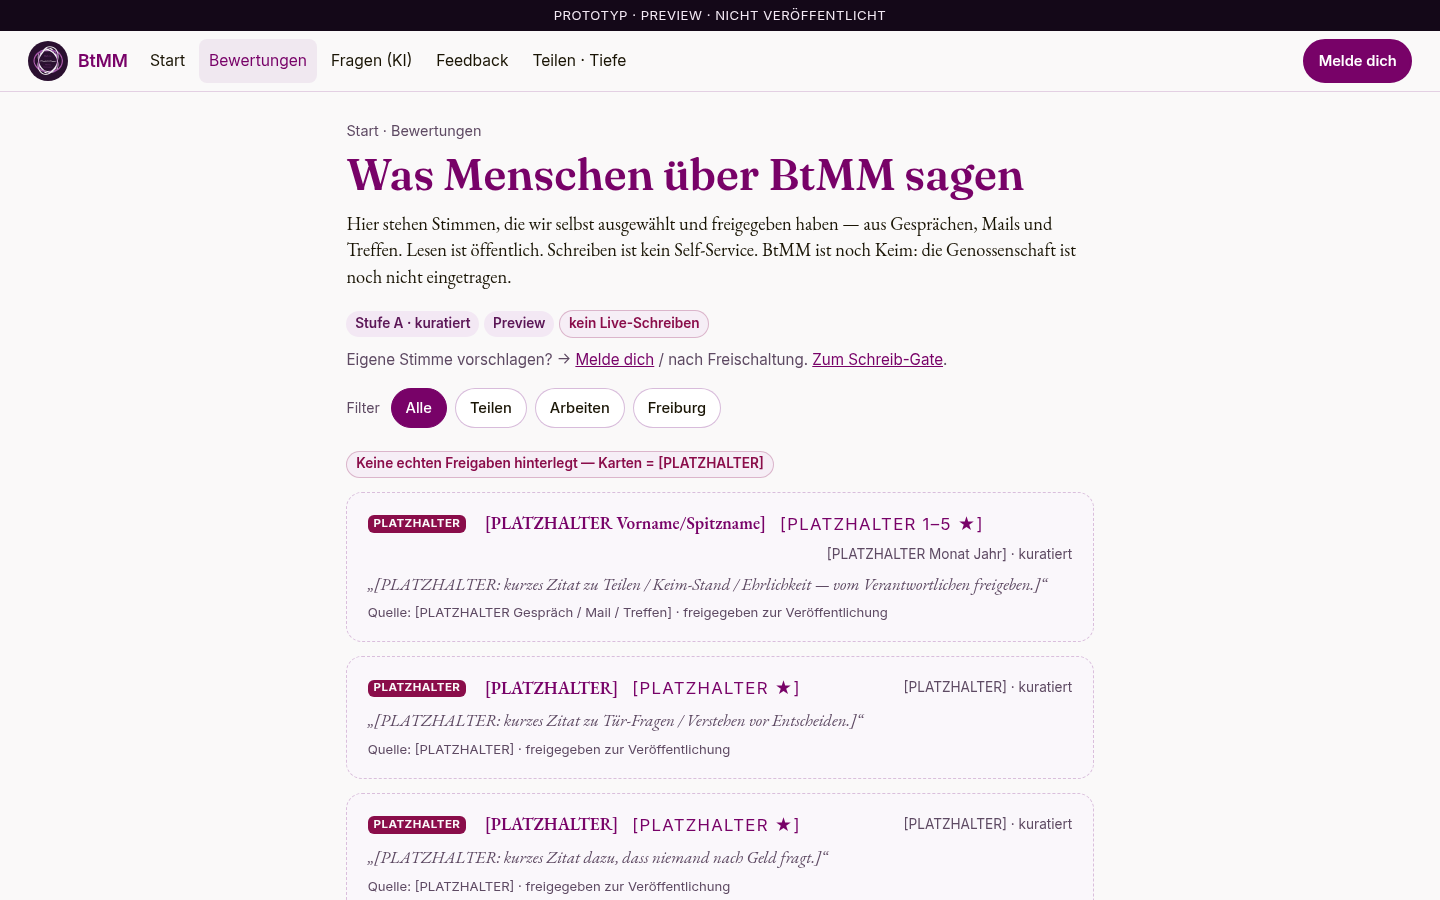 PROTOTYP · PREVIEW · NICHT VERÖFFENTLICHT
BtMM Start Bewertungen Fragen (KI) Feedback Teilen · Tiefe Melde dich
Start · Bewertungen
Was Menschen über BtMM sagen
Hier stehen Stimmen, die wir selbst ausgewählt und freigegeben haben — aus Gesprächen, Mails und
Treffen. Lesen ist öffentlich. Schreiben ist kein Self-Service. BtMM ist noch Keim: die Genossenschaft ist
noch nicht eingetragen.
Stufe A · kuratiert Preview kein Live-Schreiben
Eigene Stimme vorschlagen? → Melde dich / nach Freischaltung. Zum Schreib-Gate.
Filter Alle Teilen Arbeiten Freiburg
Keine echten Freigaben hinterlegt — Karten = [PLATZHALTER]
PLATZHALTER [PLATZHALTER Vorname/Spitzname] [PLATZHALTER 1–5 ★]
[PLATZHALTER Monat Jahr] · kuratiert
„[PLATZHALTER: kurzes Zitat zu Teilen / Keim-Stand / Ehrlichkeit — vom Verantwortlichen freigeben.]“
Quelle: [PLATZHALTER Gespräch / Mail / Treffen] · freigegeben zur Veröffentlichung
PLATZHALTER [PLATZHALTER] [PLATZHALTER ★] [PLATZHALTER] · kuratiert
„[PLATZHALTER: kurzes Zitat zu Tür-Fragen / Verstehen vor Entscheiden.]“
Quelle: [PLATZHALTER] · freigegeben zur Veröffentlichung
PLATZHALTER [PLATZHALTER] [PLATZHALTER ★] [PLATZHALTER] · kuratiert
„[PLATZHALTER: kurzes Zitat dazu, dass niemand nach Geld fragt.]“
Quelle: [PLATZHALTER] · freigegeben zur Veröffentlichung